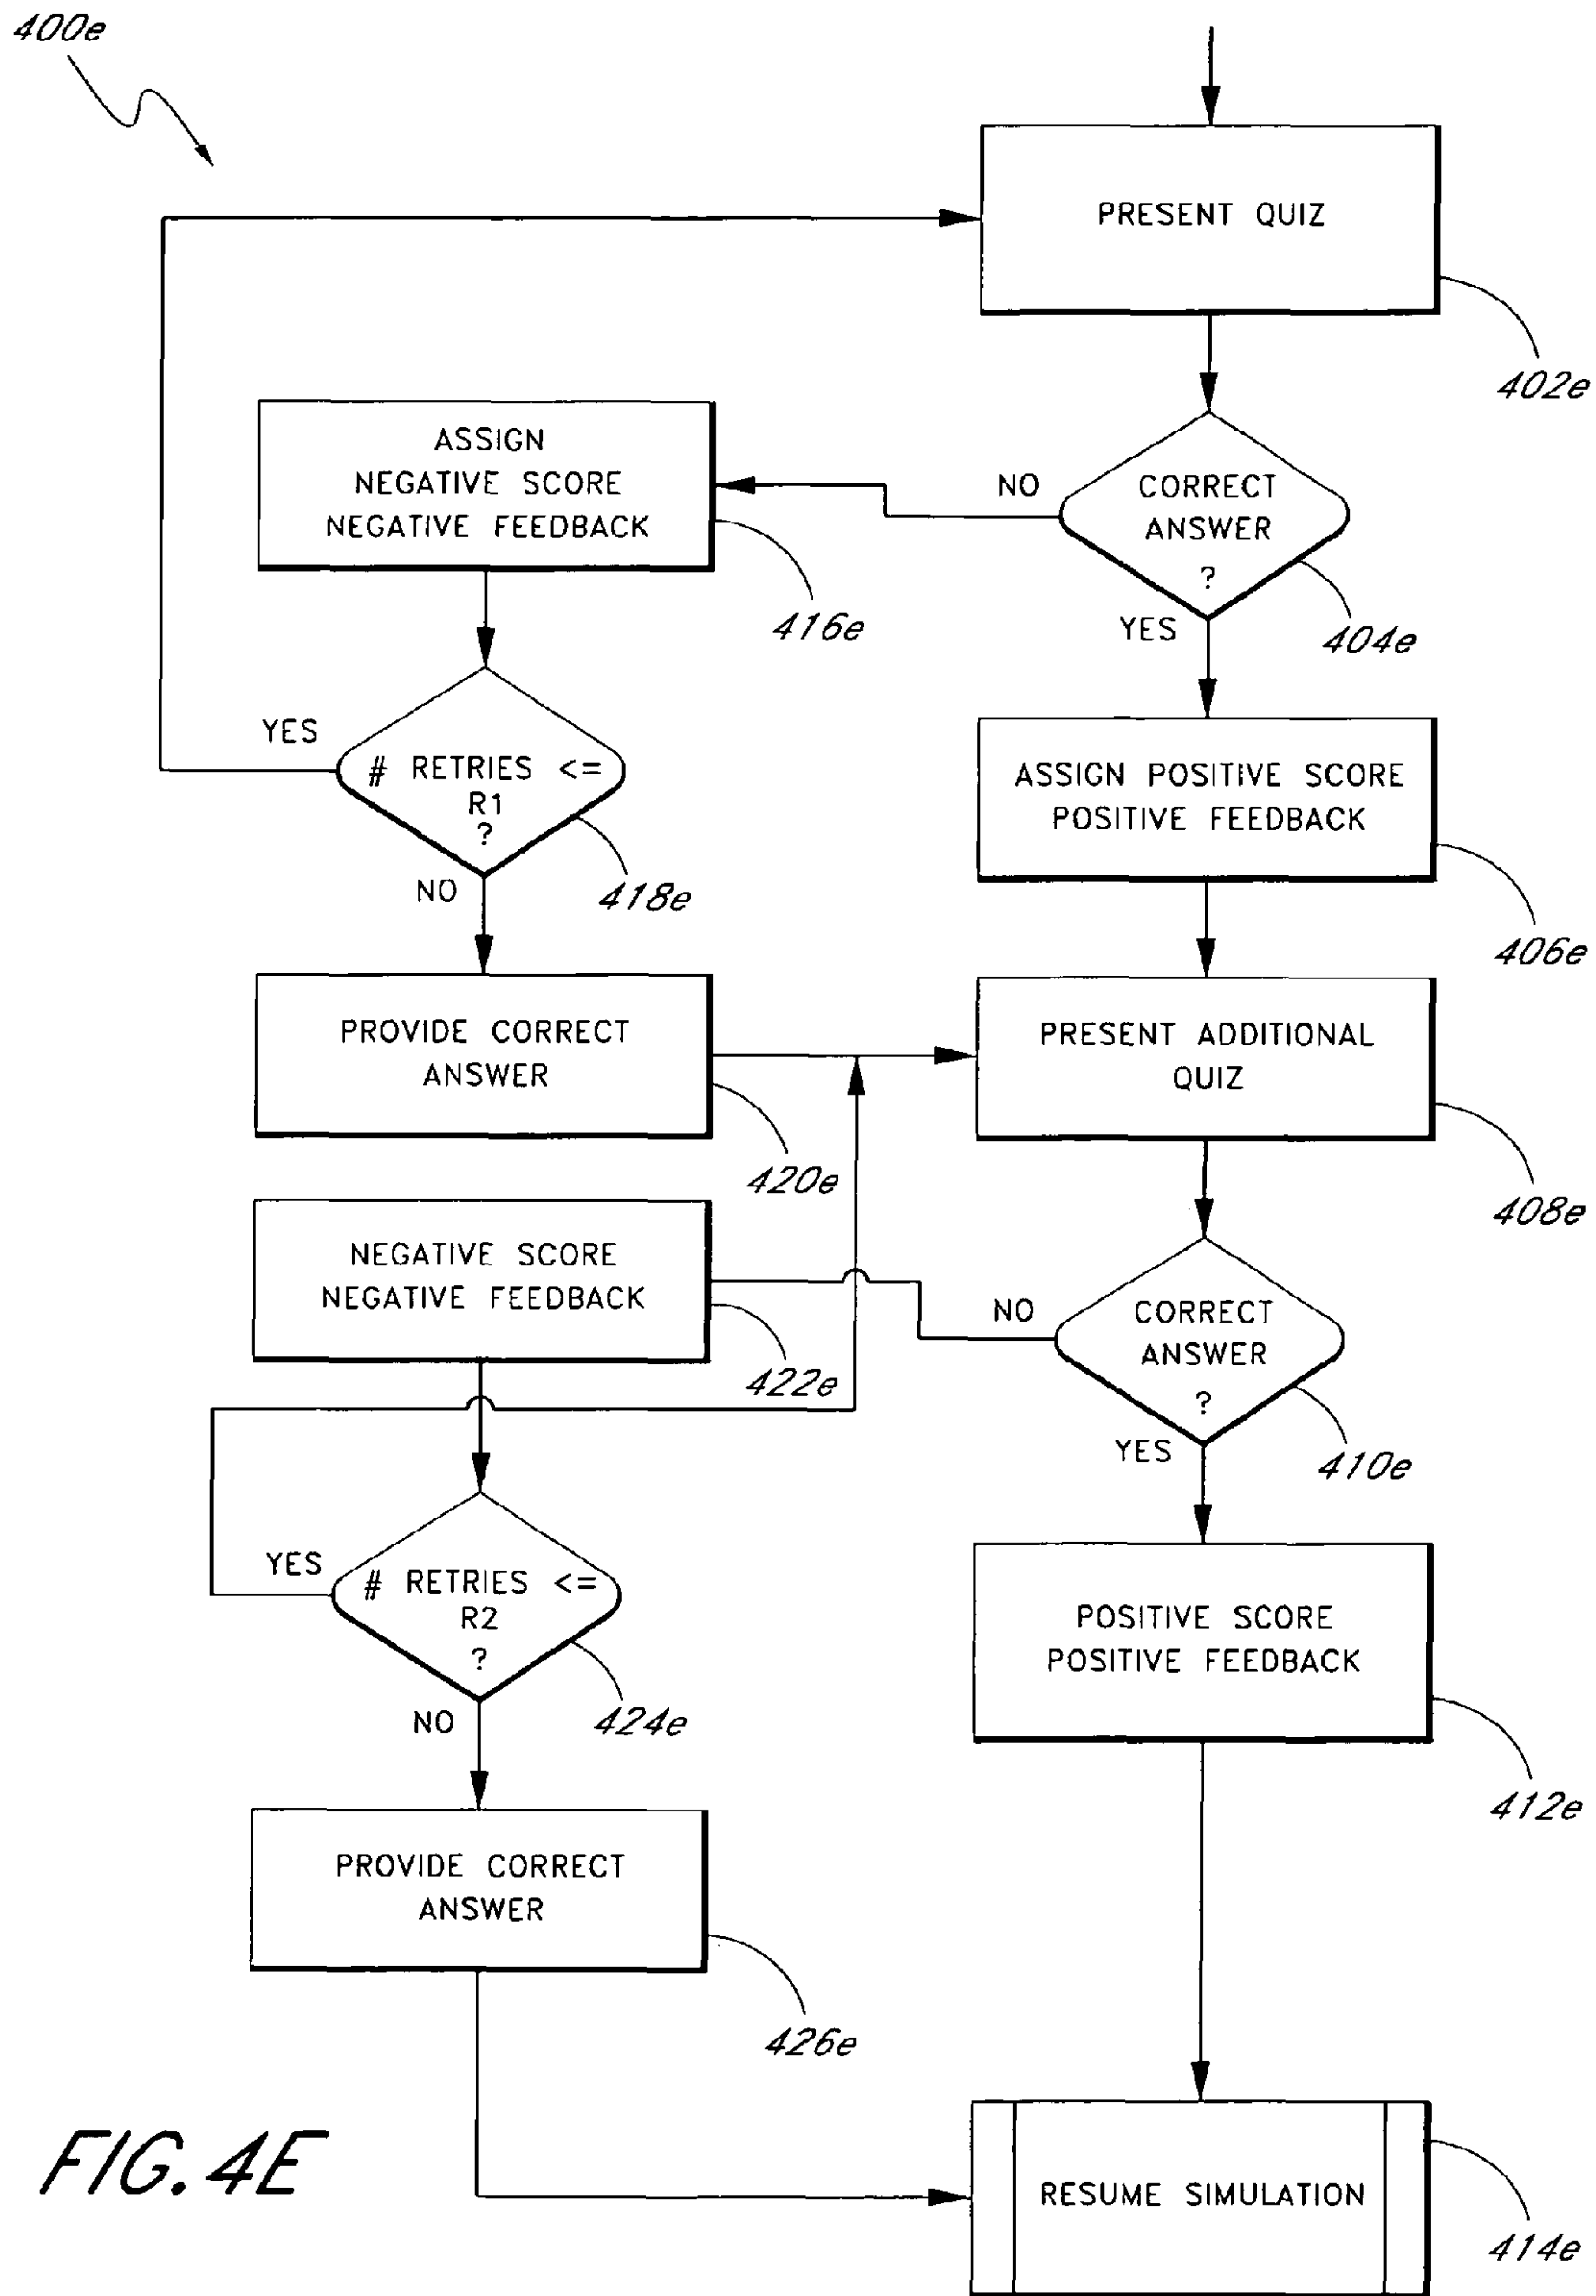 400e
PRESENT QUIZ
402e
CORRECT
ANSWER
?
NO
YES
404e
ASSIGN
NEGATIVE SCORE
NEGATIVE FEEDBACK
416e
# RETRIES <=
R1
?
YES
NO
418e
ASSIGN POSITIVE SCORE
POSITIVE FEEDBACK
406e
PROVIDE CORRECT
ANSWER
420e
PRESENT ADDITIONAL
QUIZ
408e
NEGATIVE SCORE
NEGATIVE FEEDBACK
422e
CORRECT
ANSWER
?
NO
YES
410e
# RETRIES <=
R2
?
YES
NO
424e
POSITIVE SCORE
POSITIVE FEEDBACK
412e
PROVIDE CORRECT
ANSWER
426e
RESUME SIMULATION
414e
FIG. 4E